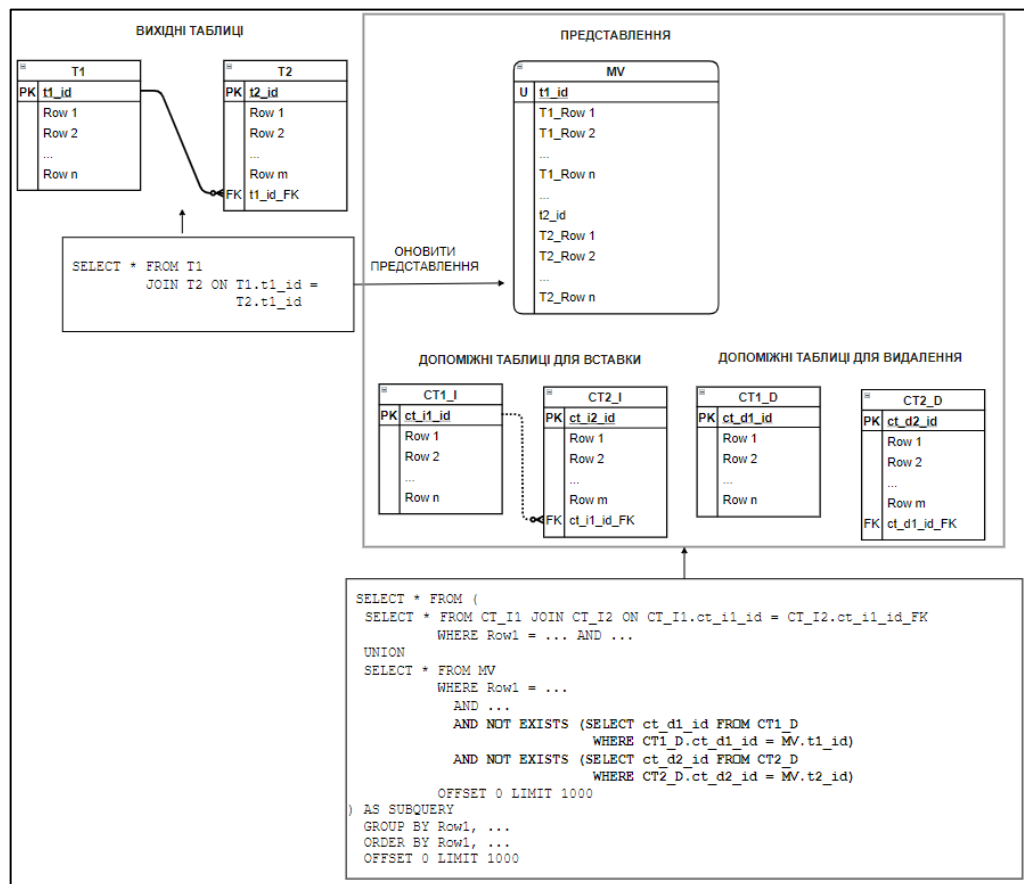 ВИХІДНІ ТАБЛИЦІ
T1
PK t1_id
Row 1
Row 2
...
Row n
T2
PK t2_id
Row 1
Row 2
...
Row m
FK t1_id_FK
SELECT * FROM T1
JOIN T2 ON T1.t1_id =
T2.t1_id
ОНОВИТИ
ПРЕДСТАВЛЕННЯ
ПРЕДСТАВЛЕННЯ
MV
U t1_id
T1_Row 1
T1_Row 2
...
T1_Row n
...
t2_id
T2_Row 1
T2_Row 2
...
T2_Row n
ДОПОМІЖНІ ТАБЛИЦІ ДЛЯ ВСТАВКИ
CT1_I
PK ct_i1_id
Row 1
Row 2
...
Row n
CT2_I
PK ct_i2_id
Row 1
Row 2
...
Row m
FK ct_i1_id_FK
ДОПОМІЖНІ ТАБЛИЦІ ДЛЯ ВИДАЛЕННЯ
CT1_D
PK ct_d1_id
Row 1
Row 2
...
Row n
CT2_D
PK ct_d2_id
Row 1
Row 2
...
Row m
FK ct_d1_id_FK
SELECT * FROM (
SELECT * FROM CT_I1 JOIN CT_I2 ON CT_I1.ct_i1_id = CT_I2.ct_i1_id_FK
WHERE Row1 = ... AND ...
UNION
SELECT * FROM MV
WHERE Row1 = ...
AND ...
AND NOT EXISTS (SELECT ct_d1_id FROM CT1_D
WHERE CT1_D.ct_d1_id = MV.t1_id)
AND NOT EXISTS (SELECT ct_d2_id FROM CT2_D
WHERE CT2_D.ct_d2_id = MV.t2_id)
OFFSET 0 LIMIT 1000
) AS SUBQUERY
GROUP BY Row1, ...
ORDER BY Row1, ...
OFFSET 0 LIMIT 1000